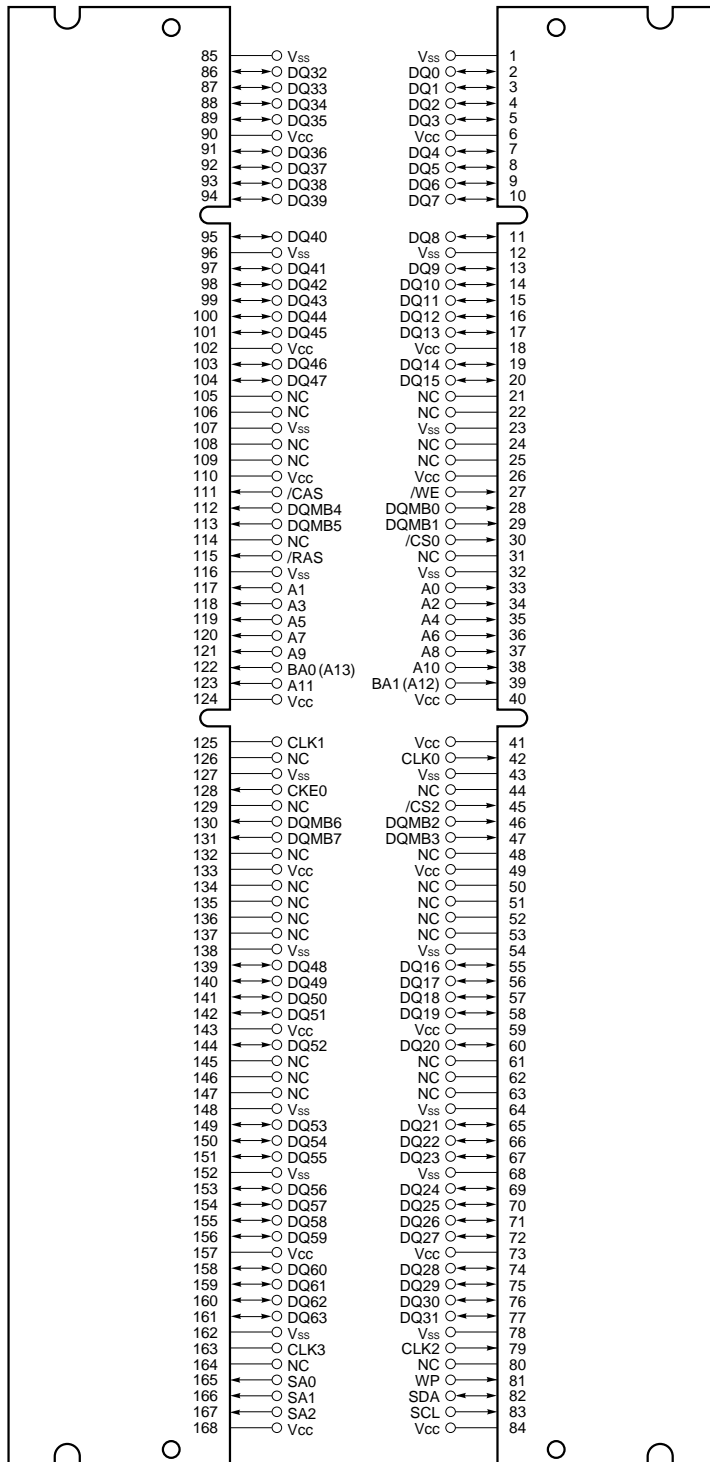 85 Vss Vss 1
86 DQ32 DQ0 2
87 DQ33 DQ1 3
88 DQ34 DQ2 4
89 DQ35 DQ3 5
90 Vcc Vcc 6
91 DQ36 DQ4 7
92 DQ37 DQ5 8
93 DQ38 DQ6 9
94 DQ39 DQ7 10
95 DQ40 DQ8 11
96 Vss Vss 12
97 DQ41 DQ9 13
98 DQ42 DQ10 14
99 DQ43 DQ11 15
100 DQ44 DQ12 16
101 DQ45 DQ13 17
102 Vcc Vcc 18
103 DQ46 DQ14 19
104 DQ47 DQ15 20
105 NC NC 21
106 NC NC 22
107 Vss Vss 23
108 NC NC 24
109 NC NC 25
110 Vcc Vcc 26
111 /CAS /WE 27
112 DQMB4 DQMB0 28
113 DQMB5 DQMB1 29
114 NC /CS0 30
115 /RAS NC 31
116 Vss Vss 32
117 A1 A0 33
118 A3 A2 34
119 A5 A4 35
120 A7 A6 36
121 A9 A8 37
122 BA0 (A13) A10 38
123 A11 BA1 (A12) 39
124 Vcc Vcc 40
125 CLK1 Vcc 41
126 NC CLK0 42
127 Vss Vss 43
128 CKE0 NC 44
129 NC /CS2 45
130 DQMB6 DQMB2 46
131 DQMB7 DQMB3 47
132 NC NC 48
133 Vcc Vcc 49
134 NC NC 50
135 NC NC 51
136 NC NC 52
137 NC NC 53
138 Vss Vss 54
139 DQ48 DQ16 55
140 DQ49 DQ17 56
141 DQ50 DQ18 57
142 DQ51 DQ19 58
143 Vcc Vcc 59
144 DQ52 DQ20 60
145 NC NC 61
146 NC NC 62
147 NC NC 63
148 Vss Vss 64
149 DQ53 DQ21 65
150 DQ54 DQ22 66
151 DQ55 DQ23 67
152 Vss Vss 68
153 DQ56 DQ24 69
154 DQ57 DQ25 70
155 DQ58 DQ26 71
156 DQ59 DQ27 72
157 Vcc Vcc 73
158 DQ60 DQ28 74
159 DQ61 DQ29 75
160 DQ62 DQ30 76
161 DQ63 DQ31 77
162 Vss Vss 78
163 CLK3 CLK2 79
164 NC NC 80
165 SA0 WP 81
166 SA1 SDA 82
167 SA2 SCL 83
168 Vcc Vcc 84